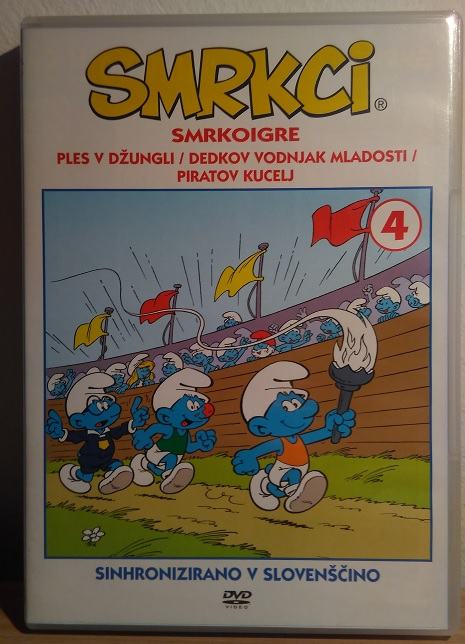 SMRKCi®
SMRKOIGRE
PLES V DŽUNGLI / DEDKOV VODNJAK MLADOSTI /
PIRATOV KUCELJ
4
SINHRONIZIRANO V SLOVENŠČINO
DVD
VIDEO